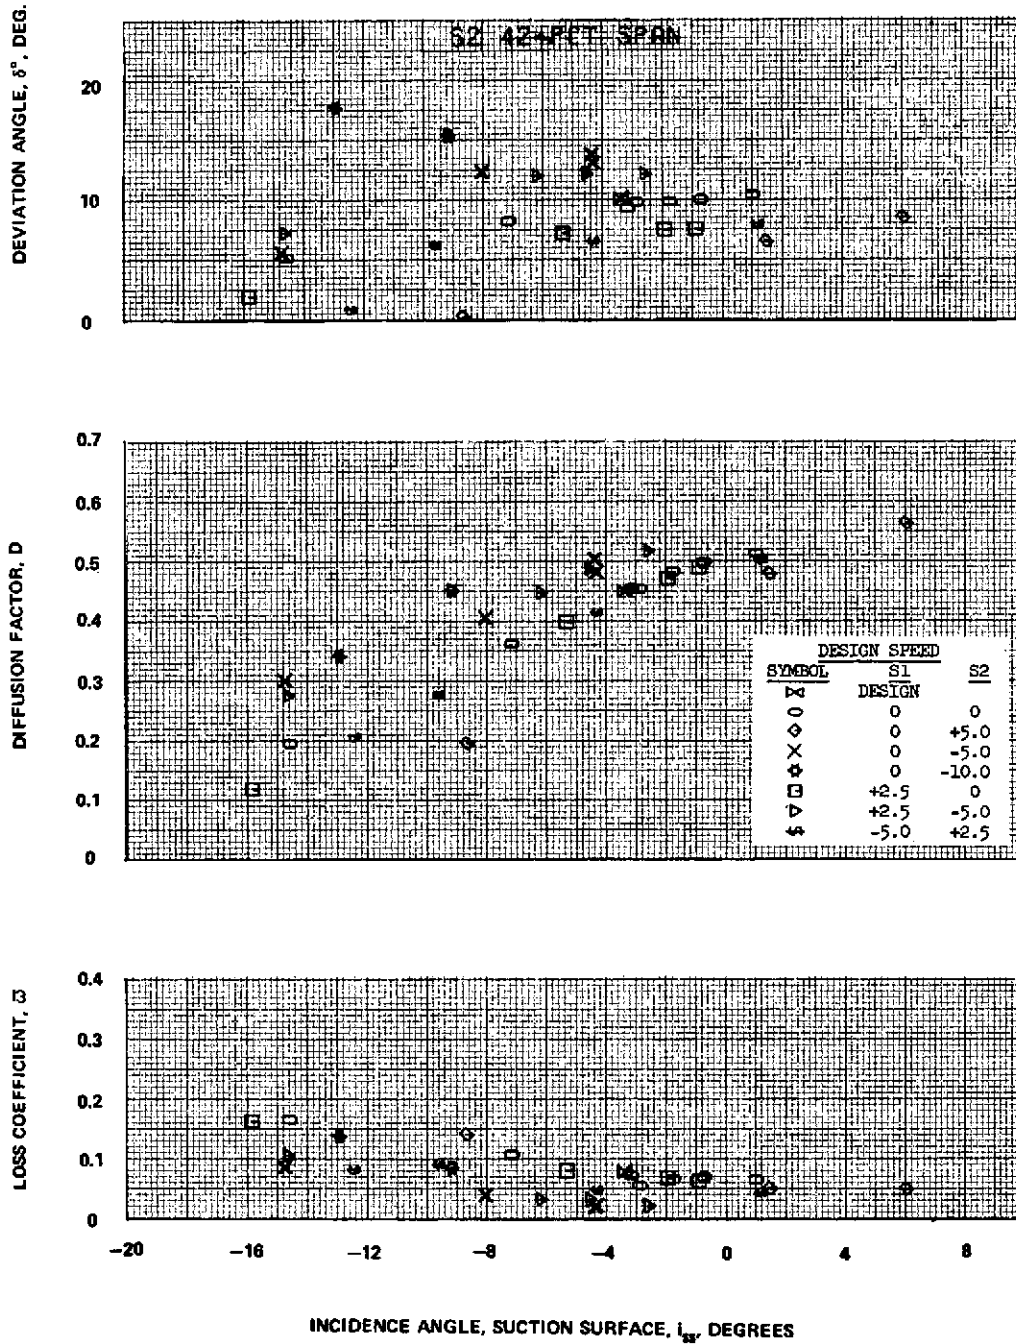 S2 42-PCT SPAN
DEVIATION ANGLE, δ°, DEG.
20
10
0
DIFFUSION FACTOR, D
0.7
0.6
0.5
0.4
0.3
0.2
0.1
0
DESIGN SPEED
SYMBOL S1 S2
DESIGN
0 0
0 +5.0
0 -5.0
0 -10.0
+2.5 0
+2.5 -5.0
-5.0 +2.5
LOSS COEFFICIENT, ω̄
0.4
0.3
0.2
0.1
0
−20 −16 −12 −8 −4 0 4 8
INCIDENCE ANGLE, SUCTION SURFACE, iss, DEGREES